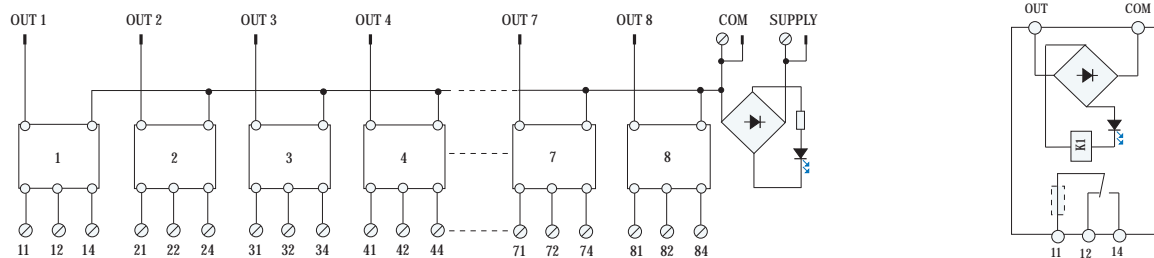 OUT 1 OUT 2 OUT 3 OUT 4 OUT 7 OUT 8 COM SUPPLY
1 2 3 4 7 8
11 12 14 21 22 24 31 32 34 41 42 44 71 72 74 81 82 84
OUT COM
K1
11 12 14